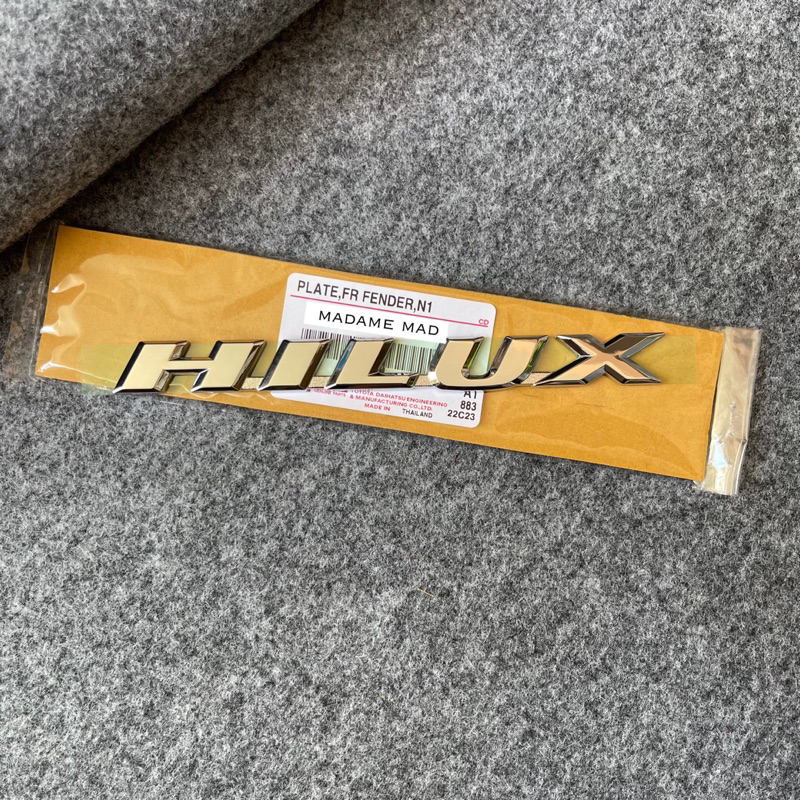 PLATE,FR FENDER,N1
CD
MADAME MAD
HILUX
A1
TOYOTA DAIHATSU ENGINEERING
& MANUFACTURING CO.,LTD.
883
MADE IN THAILAND
22C23